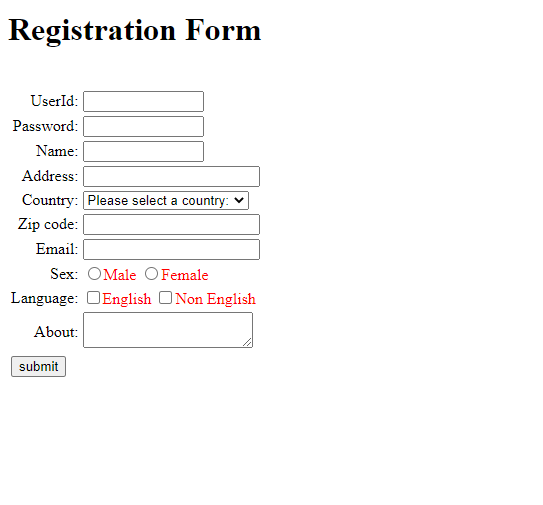 Registration Form
UserId:
Password:
Name:
Address:
Country: Please select a country:
Zip code:
Email:
Sex: Male Female
Language: English Non English
About:
submit